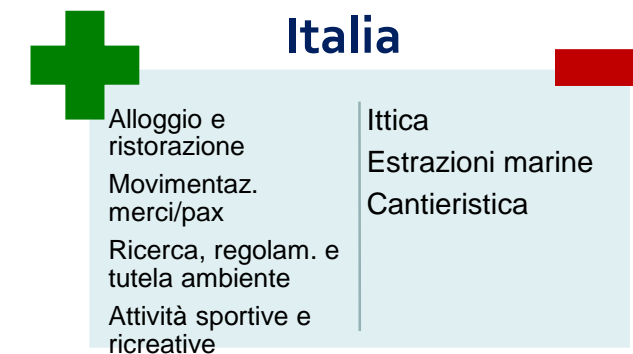 Italia
Alloggio e
ristorazione
Movimentaz.
merci/pax
Ricerca, regolam. e
tutela ambiente
Attività sportive e
ricreative
Ittica
Estrazioni marine
Cantieristica